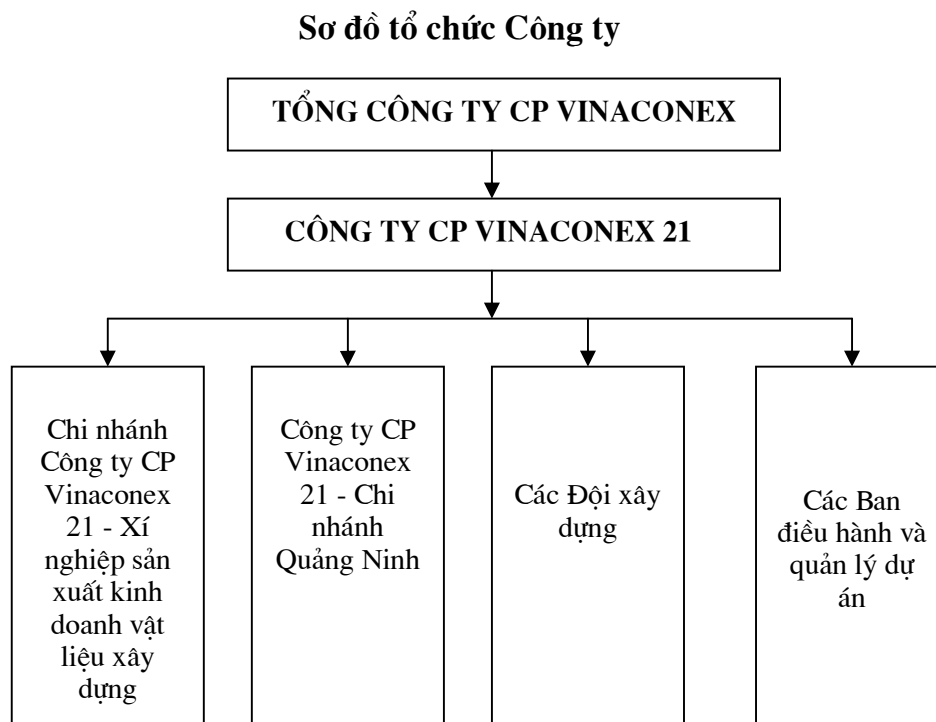 Sơ đồ tổ chức Công ty
TỔNG CÔNG TY CP VINACONEX
CÔNG TY CP VINACONEX 21
Chi nhánh
Công ty CP
Vinaconex
21 - Xí
nghiệp sản
xuất kinh
doanh vật
liệu xây
dựng
Công ty CP
Vinaconex
21 - Chi
nhánh
Quảng Ninh
Các Đội xây
dựng
Các Ban
điều hành và
quản lý dự
án